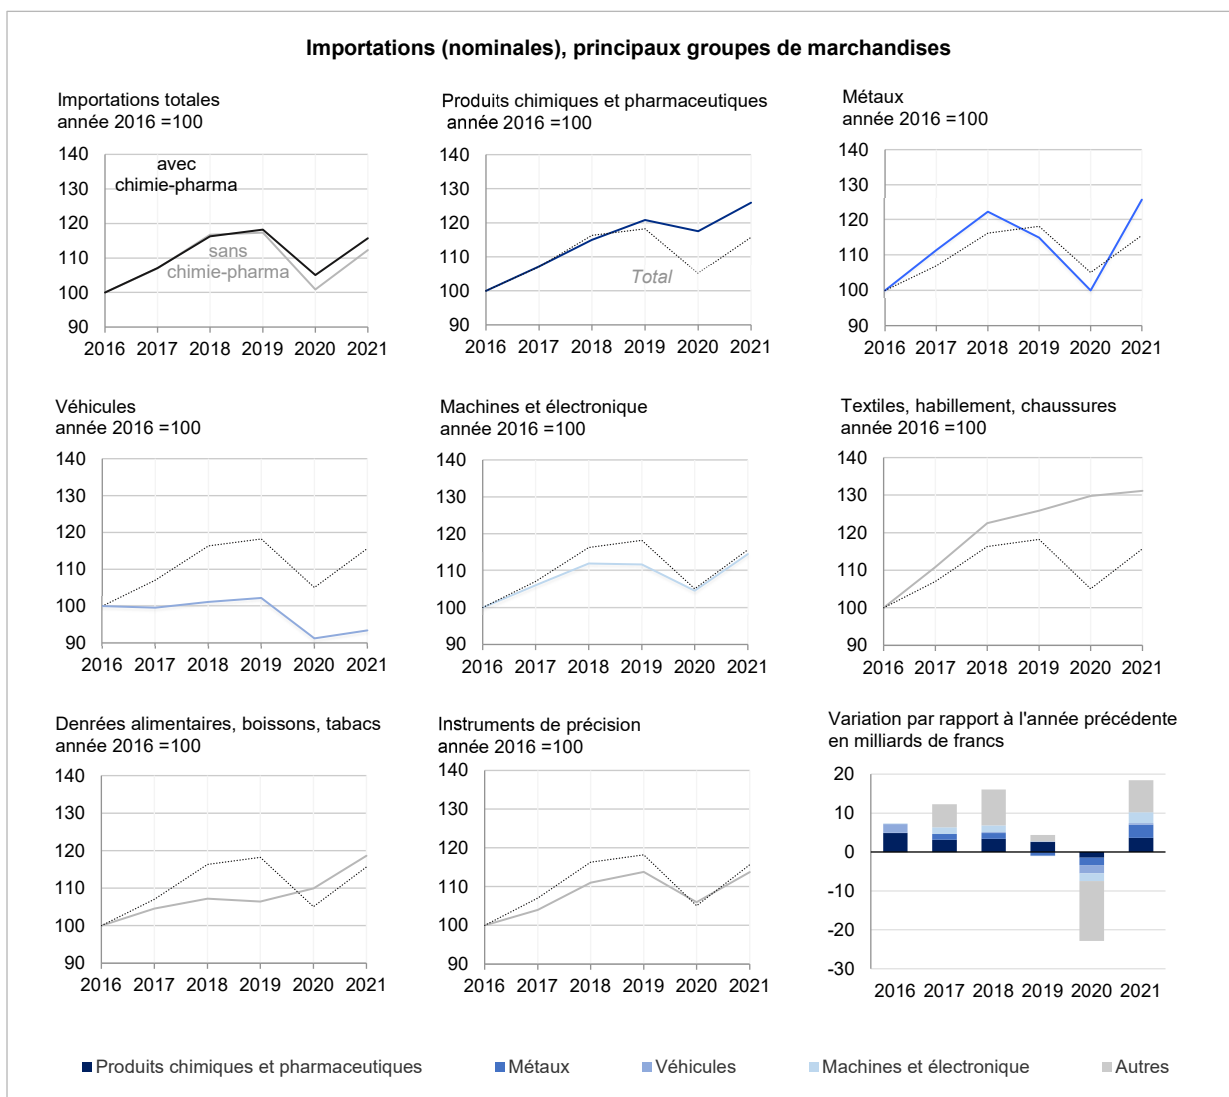 Importations (nominales), principaux groupes de marchandises
Importations totales
année 2016 =100
140
130
120
110
100
90
avec
chimie-pharma
sans
chimie-pharma
2016 2017 2018 2019 2020 2021
Produits chimiques et pharmaceutiques
année 2016 =100
140
130
120
110
100
90
Total
2016 2017 2018 2019 2020 2021
Métaux
année 2016 =100
140
130
120
110
100
90
2016 2017 2018 2019 2020 2021
Véhicules
année 2016 =100
140
130
120
110
100
90
2016 2017 2018 2019 2020 2021
Machines et électronique
année 2016 =100
140
130
120
110
100
90
2016 2017 2018 2019 2020 2021
Textiles, habillement, chaussures
année 2016 =100
140
130
120
110
100
90
2016 2017 2018 2019 2020 2021
Denrées alimentaires, boissons, tabacs
année 2016 =100
140
130
120
110
100
90
2016 2017 2018 2019 2020 2021
Instruments de précision
année 2016 =100
140
130
120
110
100
90
2016 2017 2018 2019 2020 2021
Variation par rapport à l'année précédente
en milliards de francs
20
10
0
-10
-20
-30
2016 2017 2018 2019 2020 2021
Produits chimiques et pharmaceutiques Métaux Véhicules Machines et électronique Autres